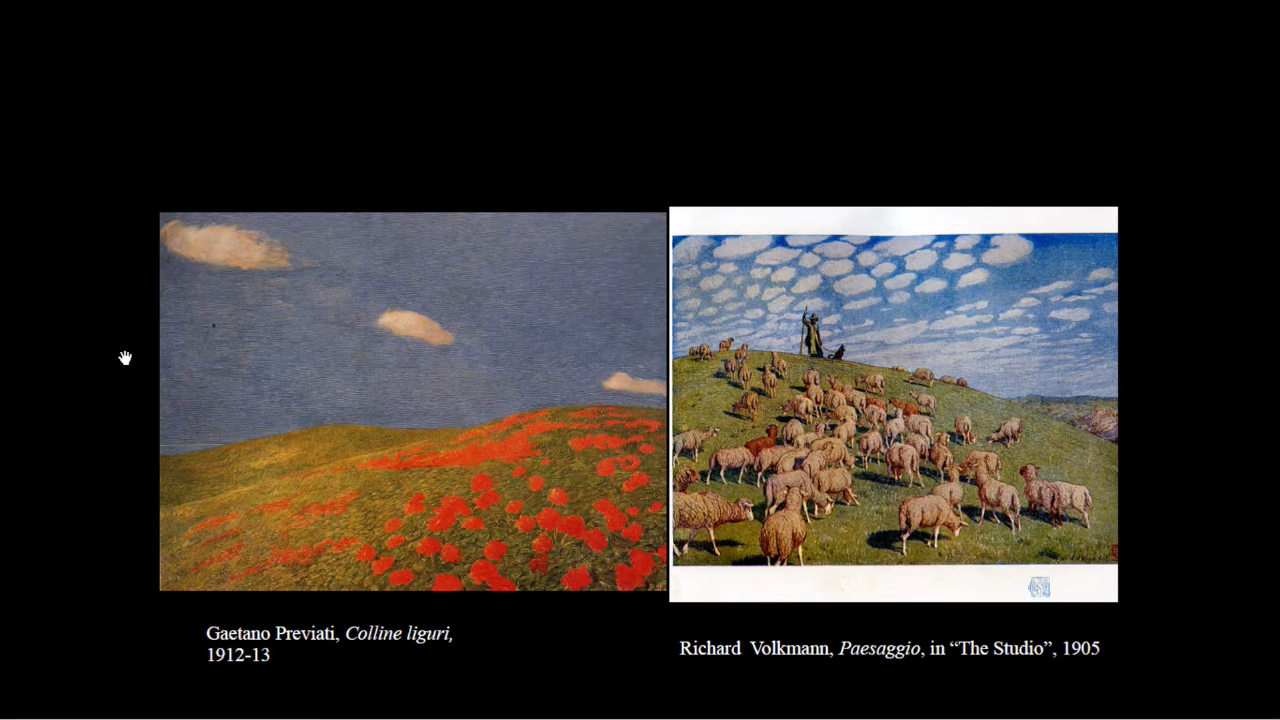 Gaetano Previati, Colline liguri,
1912-13
Richard Volkmann, Paesaggio, in “The Studio”, 1905